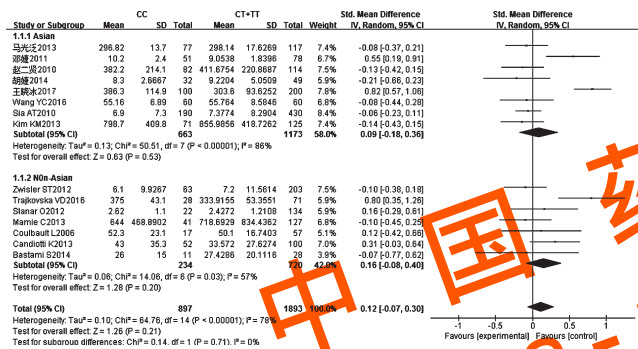 CC CT+TT Std. Mean Difference Std. Mean Difference
Study or Subgroup Mean SD Total Mean SD Total Weight IV, Random, 95% CI IV, Random, 95% CI
1.1.1 Asian
马光泛2013 296.82 13.7 77 298.14 17.6269 117 7.4% -0.08 [-0.37, 0.21]
邓婕2011 10.2 2.4 51 9.0538 1.8396 78 6.6% 0.55 [0.19, 0.91]
赵二贤2010 382.2 214.1 82 411.6754 220.8687 114 7.4% -0.13 [-0.42, 0.15]
胡婕2014 8.3 2.6667 32 9.2204 5.0509 49 5.4% -0.21 [-0.66, 0.23]
王晓冰2017 386.3 114.9 100 303.6 93.6252 200 7.7% 0.82 [0.57, 1.06]
Wang YC2016 55.16 6.89 60 55.764 8.5846 60 6.6% -0.08 [-0.44, 0.28]
Sia AT2010 6.9 7.3 190 7.3774 8.2904 430 8.6% -0.06 [-0.23, 0.11]
Kim KM2013 798.7 409.8 71 855.9856 418.7262 125 7.4% -0.14 [-0.43, 0.15]
Subtotal (95% CI) 663 1173 58.0% 0.09 [-0.18, 0.36]
Heterogeneity: Tau² = 0.13; Chi² = 50.51, df = 7 (P < 0.00001); I² = 86%
Test for overall effect: Z = 0.63 (P = 0.53)
1.1.2 N0n-Asian
Zwisler ST2012 6.1 9.9267 63 7.2 11.5614 203 7.5% -0.10 [-0.38, 0.18]
Trajkovska VD2016 375 43.1 28 333.9155 53.3551 71 5.3% 0.80 [0.35, 1.26]
Slanar O2012 2.62 1.1 22 2.4272 1.2108 134 5.4% 0.16 [-0.29, 0.61]
Mamie C2013 644 468.8902 41 718.6929 834.4362 127 6.7% -0.10 [-0.45, 0.25]
Coulbault L2006 52.3 23.1 17 50.1 16.7403 57 0.12 [-0.42, 0.66]
Candiotti K2013 43 35.3 52 33.572 27.6274 100 0.31 [-0.03, 0.64]
Bastami S2014 26 15 11 27.4286 20.1116 28 -0.07 [-0.77, 0.62]
Subtotal (95% CI) 234 720 42.0% 0.16 [-0.08, 0.40]
Heterogeneity: Tau² = 0.06; Chi² = 14.06, df = 6 (P = 0.03); I² = 57%
Test for overall effect: Z = 1.28 (P = 0.20)
Total (95% CI) 897 1893 100.0% 0.12 [-0.07, 0.30]
Heterogeneity: Tau² = 0.10; Chi² = 64.76, df = 14 (P < 0.00001); I² = 78%
Test for overall effect: Z = 1.26 (P = 0.21)
Test for subgroup differences: Chi² = 0.14, df = 1 (P = 0.71), I² = 0%
-1 -0.5 0 0.5 1
Favours [experimental] Favours [control]
中国药